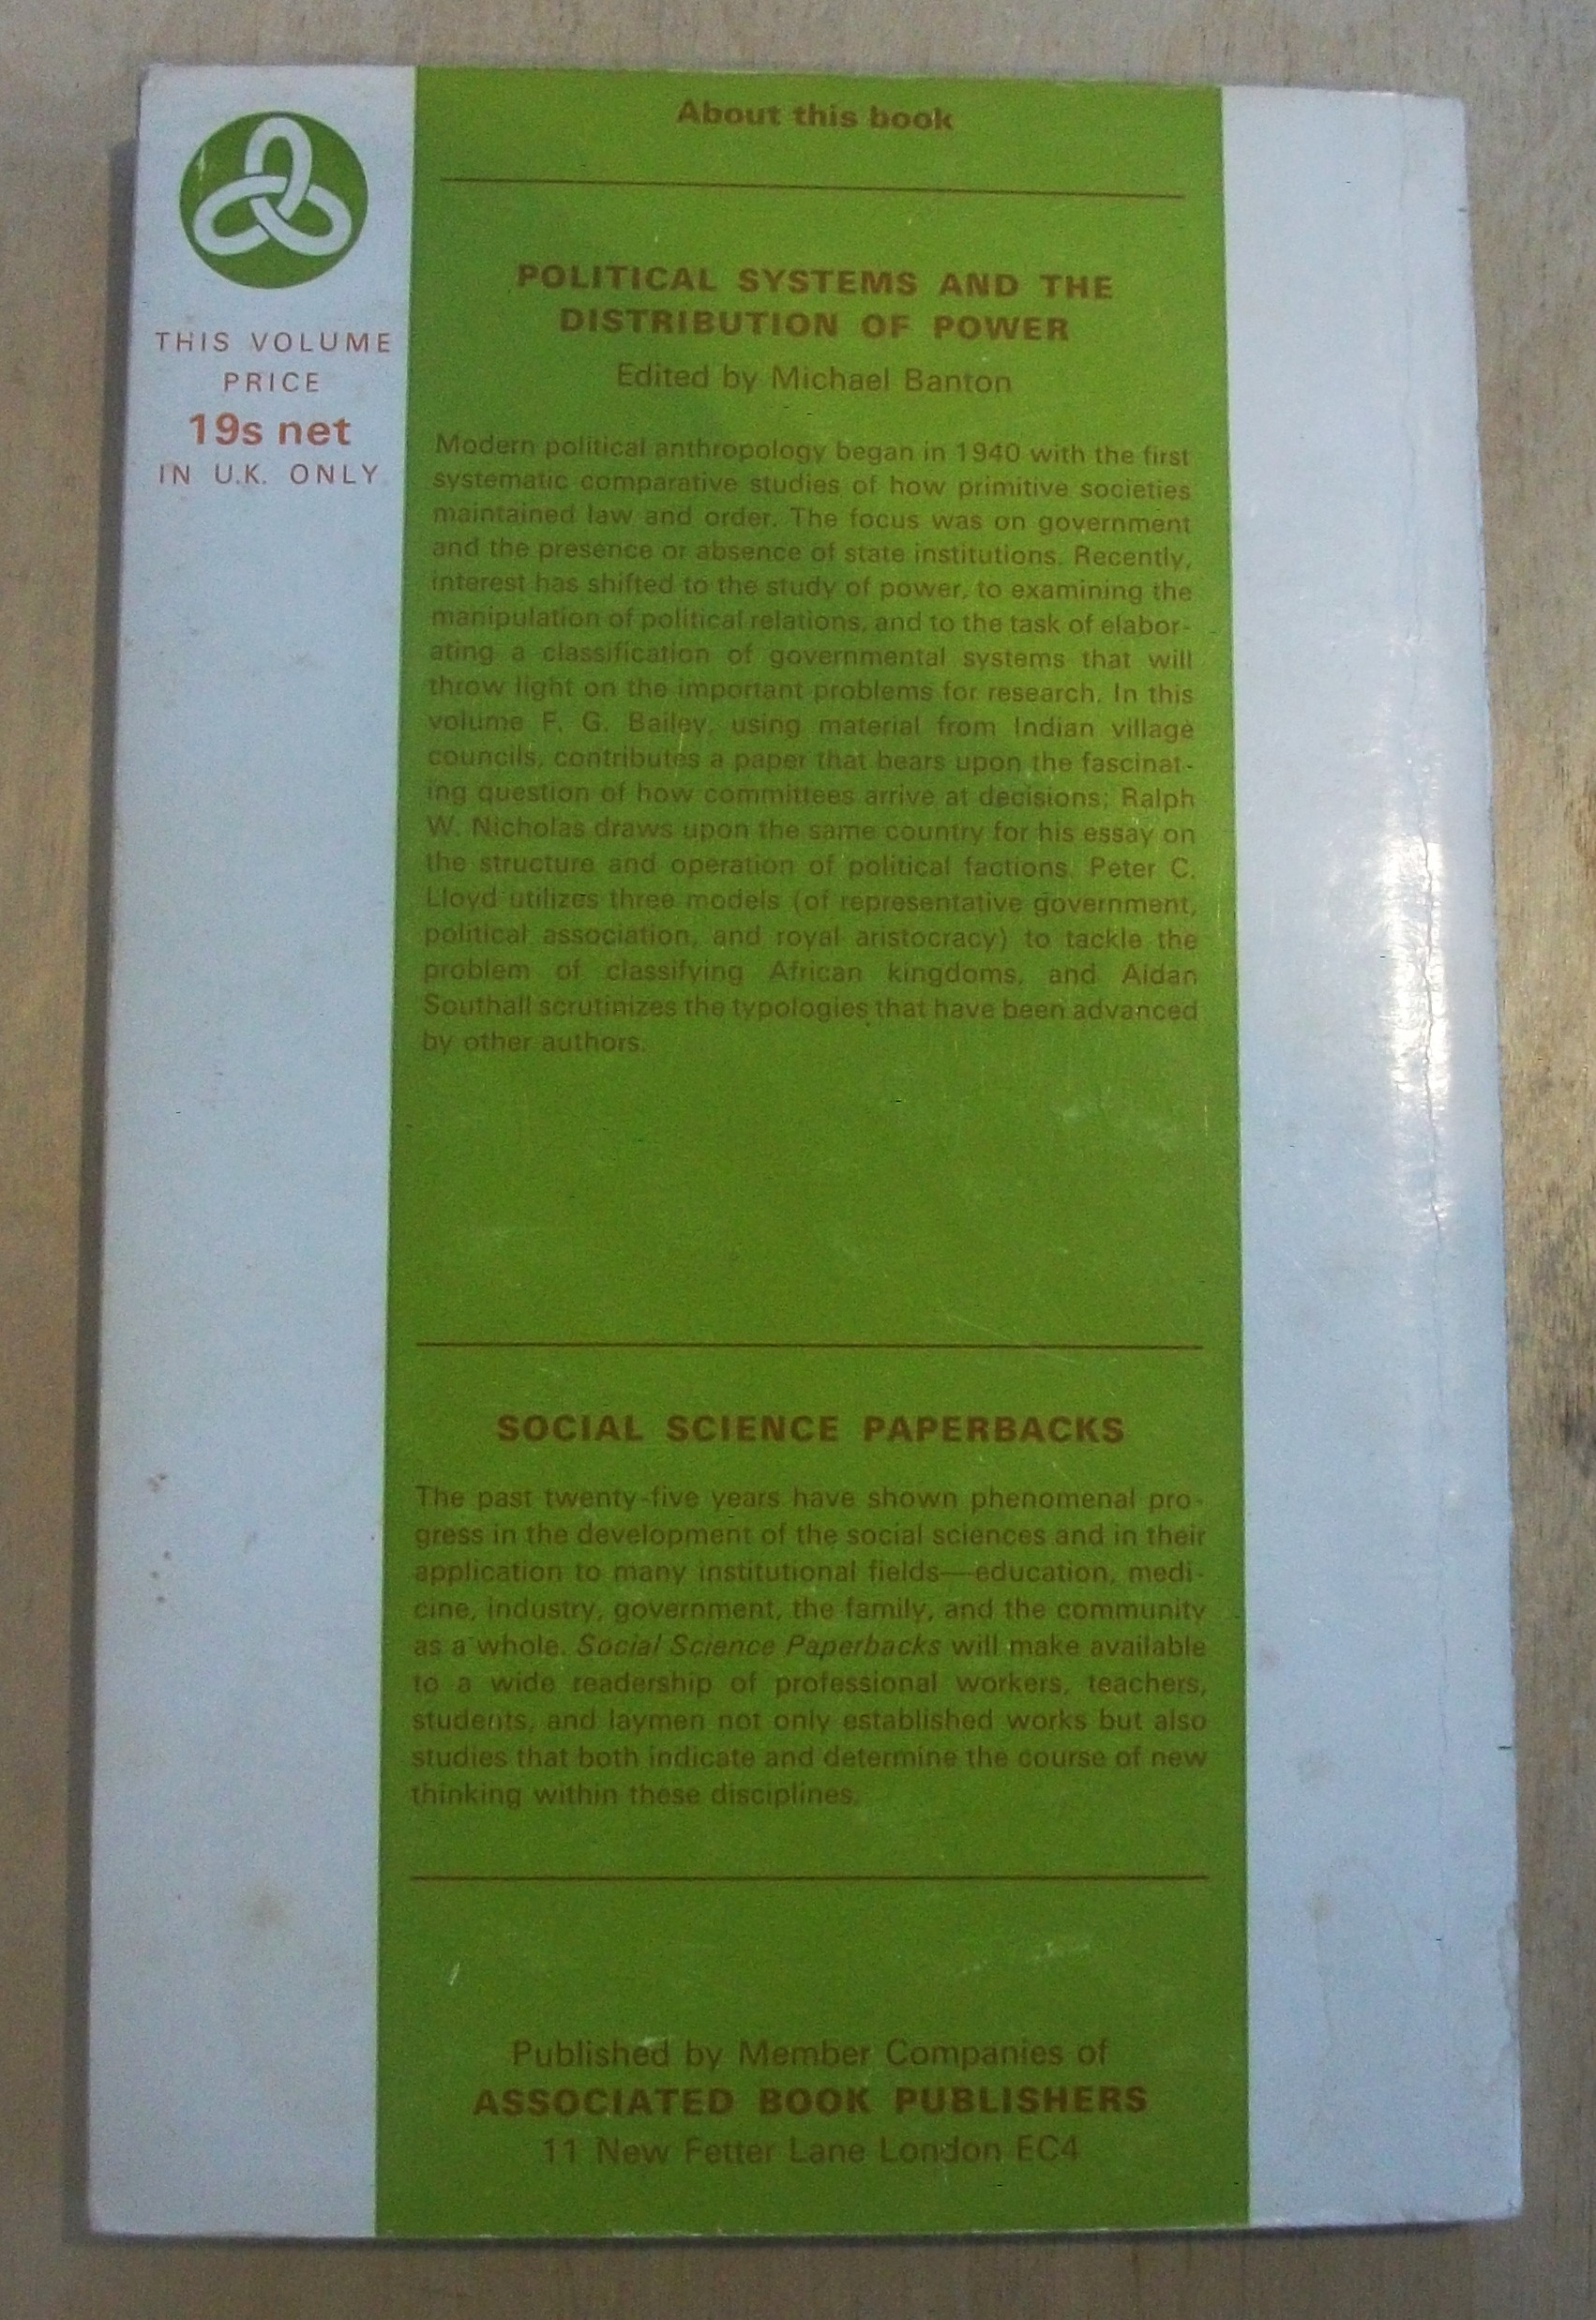 About this book
THIS VOLUME
PRICE
19s net
IN U.K. ONLY
POLITICAL SYSTEMS AND THE
DISTRIBUTION OF POWER
Edited by Michael Banton
Modern political anthropology began in 1940 with the first
systematic comparative studies of how primitive societies
maintained law and order. The focus was on government
and the presence or absence of state institutions. Recently,
interest has shifted to the study of power, to examining the
manipulation of political relations, and to the task of elabor-
ating a classification of governmental systems that will
throw light on the important problems for research. In this
volume F. G. Bailey, using material from Indian village
councils, contributes a paper that bears upon the fascinat-
ing question of how committees arrive at decisions; Ralph
W. Nicholas draws upon the same country for his essay on
the structure and operation of political factions. Peter C.
Lloyd utilizes three models (of representative government,
political association, and royal aristocracy) to tackle the
problem of classifying African kingdoms, and Aidan
Southall scrutinizes the typologies that have been advanced
by other authors.
SOCIAL SCIENCE PAPERBACKS
The past twenty-five years have shown phenomenal pro-
gress in the development of the social sciences and in their
application to many institutional fields—education, medi-
cine, industry, government, the family, and the community
as a whole. Social Science Paperbacks will make available
to a wide readership of professional workers, teachers,
students, and laymen not only established works but also
studies that both indicate and determine the course of new
thinking within these disciplines.
Published by Member Companies of
ASSOCIATED BOOK PUBLISHERS
11 New Fetter Lane London EC4